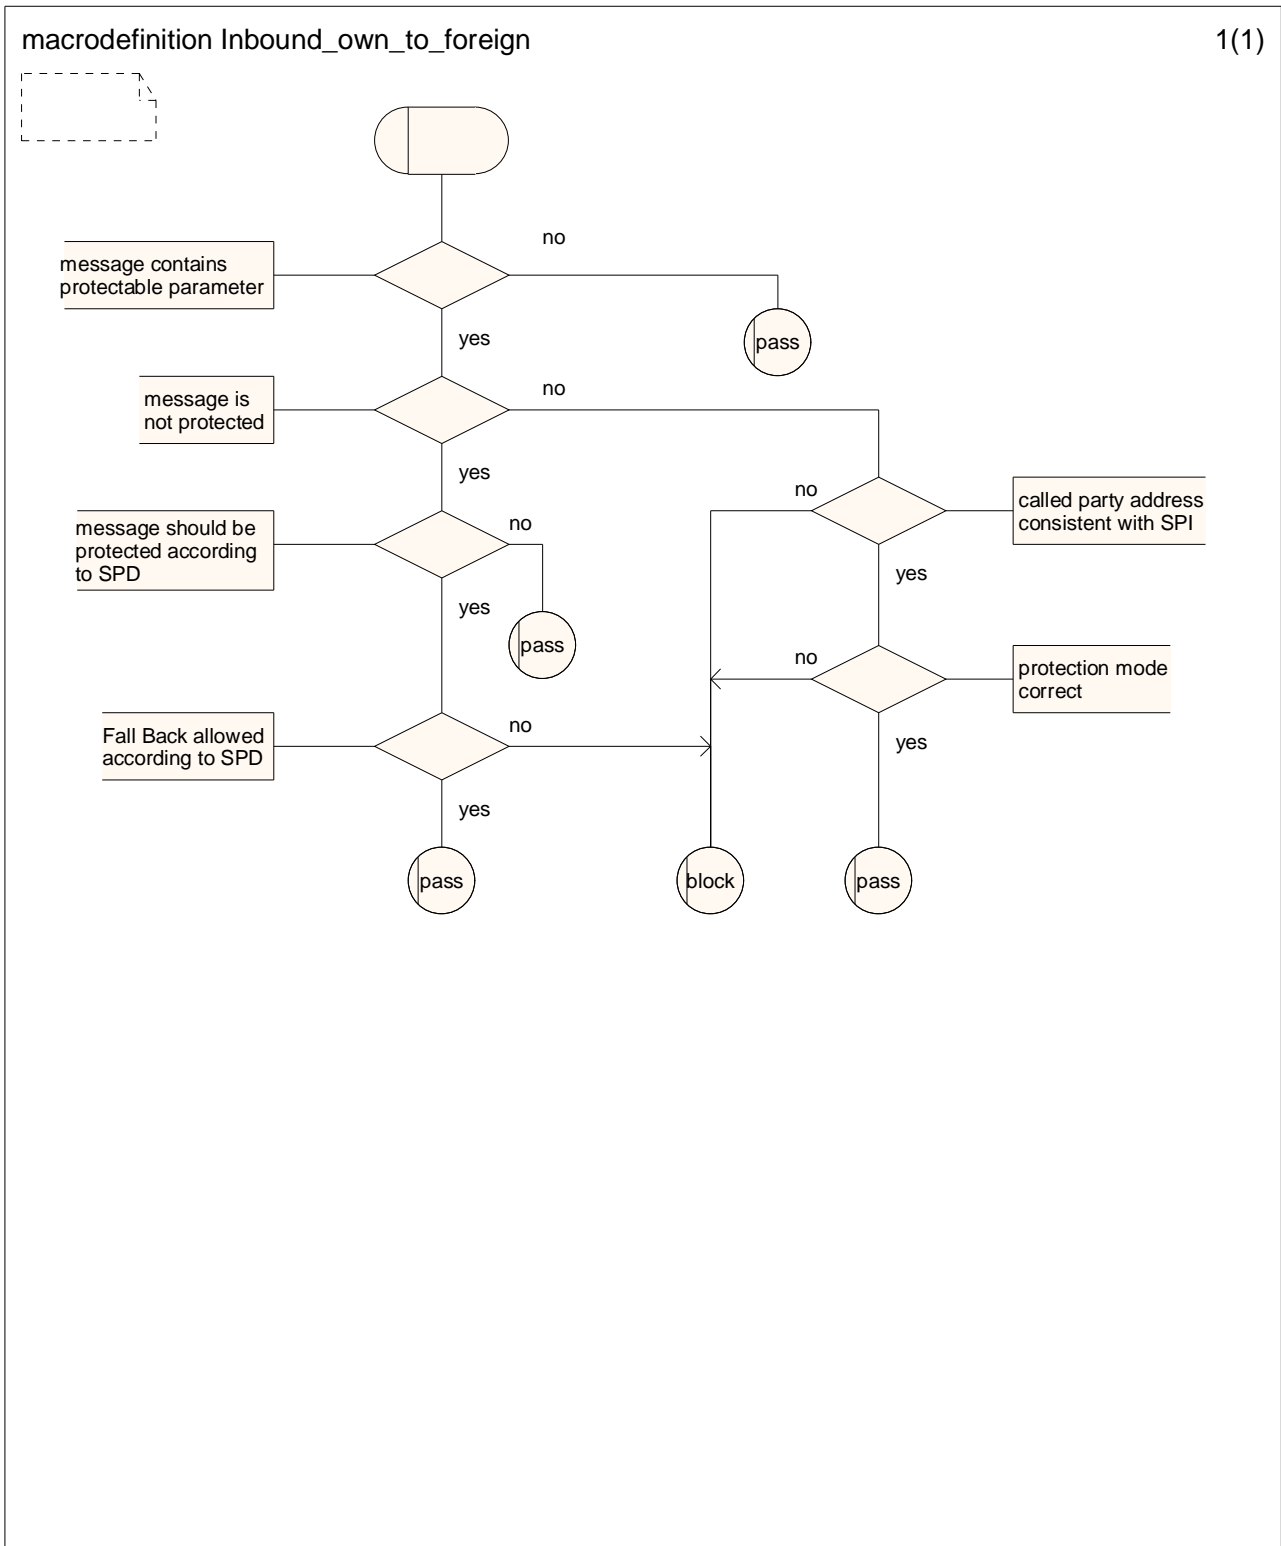 macrodefinition Inbound_own_to_foreign
1(1)
no
message contains
protectable parameter
yes
pass
no
message is
not protected
yes
no
called party address
consistent with SPI
message should be
protected according
to SPD
no
yes
yes
pass
no
protection mode
correct
Fall Back allowed
according to SPD
no
yes
yes
pass
block
pass